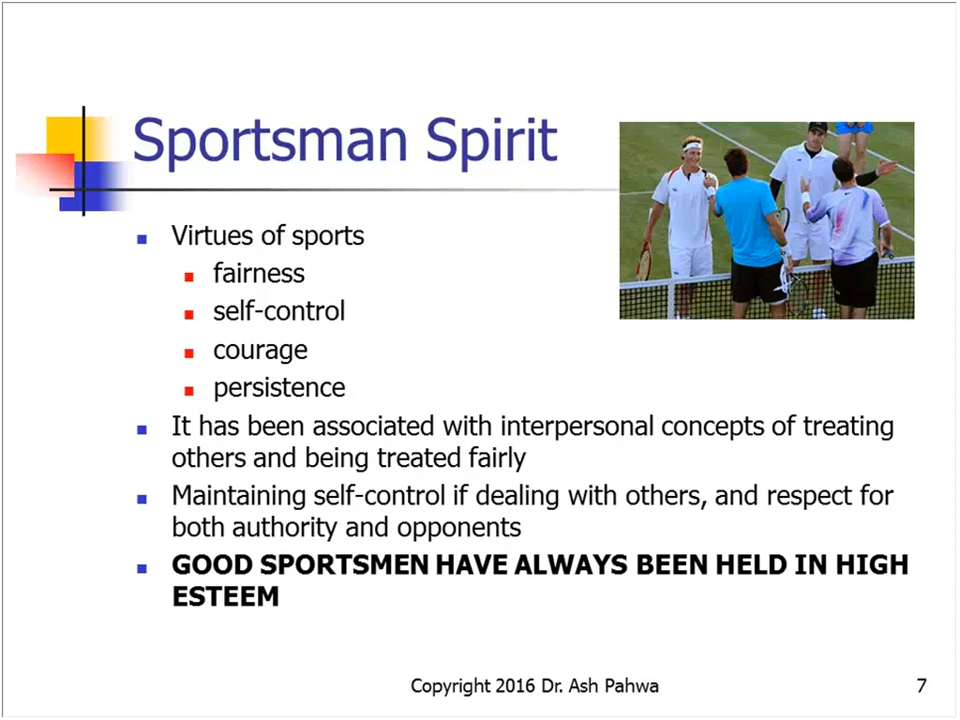 Sportsman Spirit
Virtues of sports
fairness
self-control
courage
persistence
It has been associated with interpersonal concepts of treating
others and being treated fairly
Maintaining self-control if dealing with others, and respect for
both authority and opponents
GOOD SPORTSMEN HAVE ALWAYS BEEN HELD IN HIGH
ESTEEM
Copyright 2016 Dr. Ash Pahwa
7